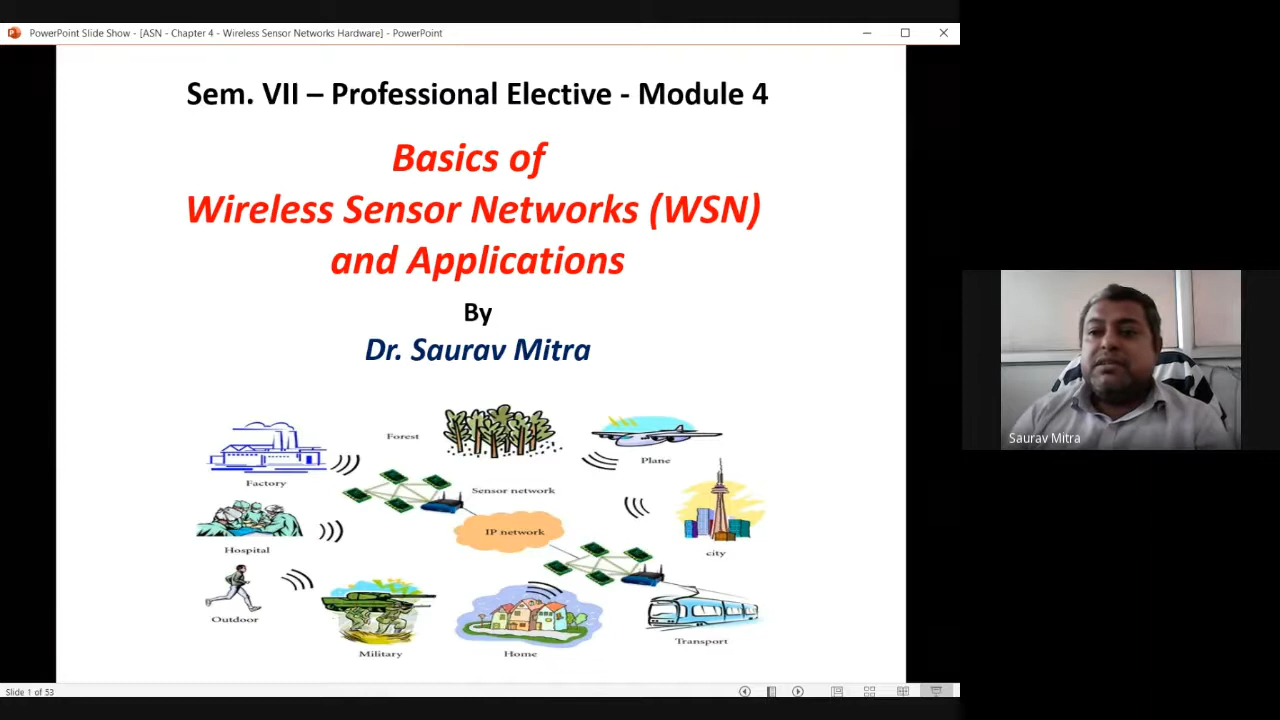 PowerPoint Slide Show - [ASN - Chapter 4 - Wireless Sensor Networks Hardware] - PowerPoint
Sem. VII – Professional Elective - Module 4
Basics of
Wireless Sensor Networks (WSN)
and Applications
By
Dr. Saurav Mitra
Forest
Plane
Factory
Sensor network
IP network
Hospital
city
Outdoor
Transport
Military
Home
Saurav Mitra
Slide 1 of 53